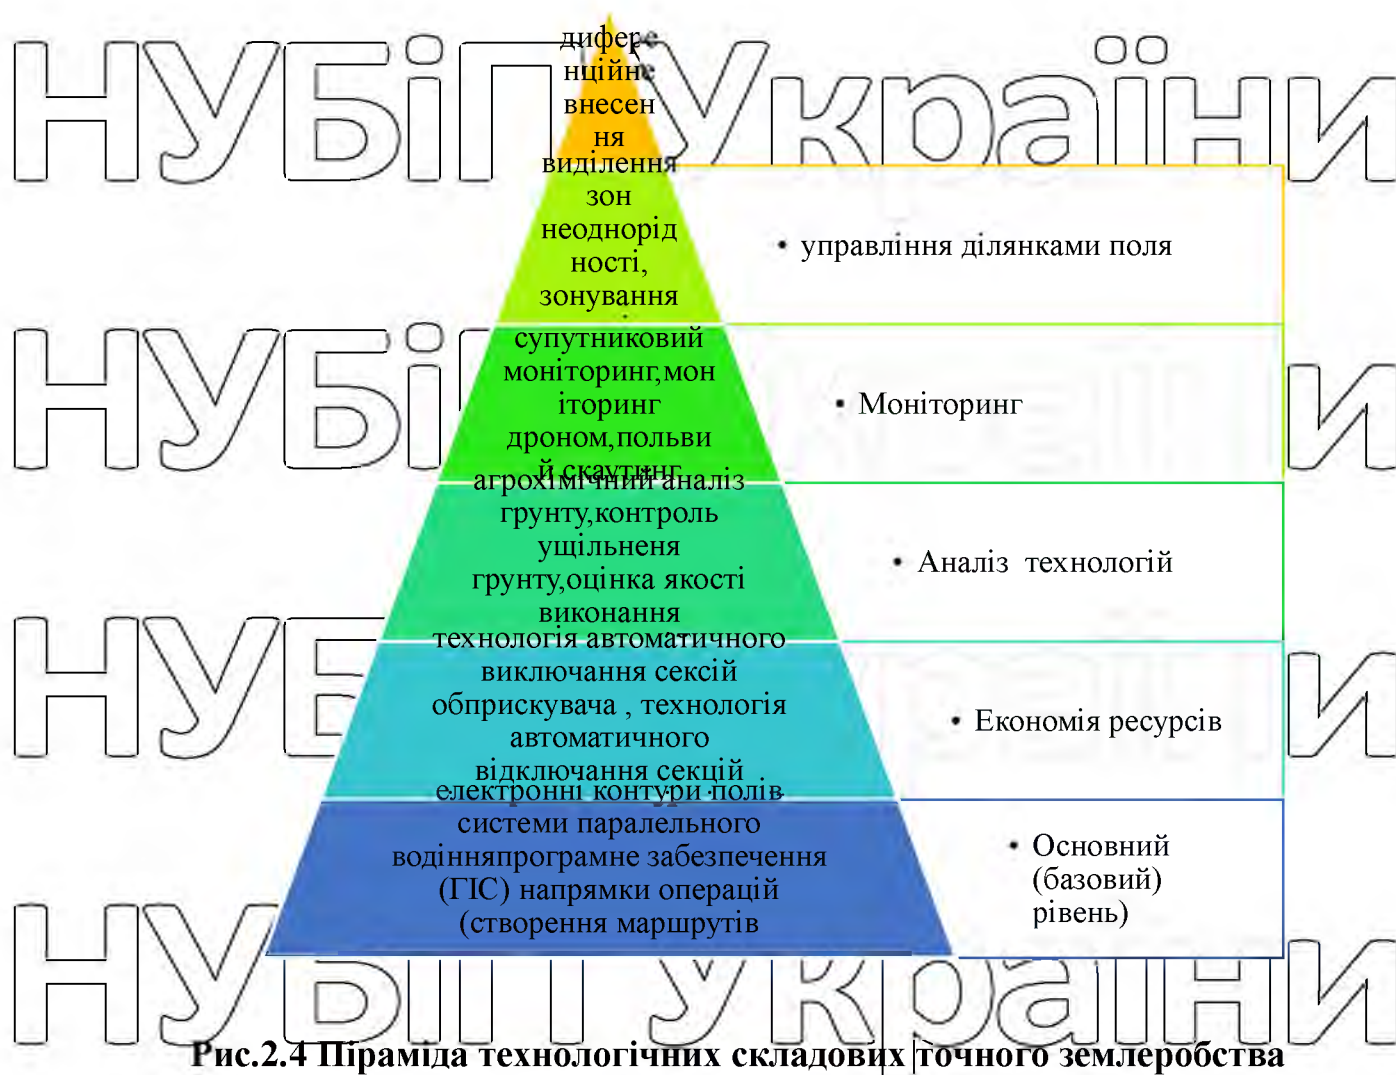 НУБіП України
дифере
нційне
внесен
ня
виділення
зон
неоднорід
ності,
зонування
• управління ділянками поля
НУБіП
и
супутниковий
моніторинг,мон
іторинг
дроном,польви
й скаутинг
• Моніторинг
агрохімічний аналіз
грунту,контроль
ущільненя
грунту,оцінка якості
виконання
• Аналіз технологій
НУБ
раїни
технологія автоматичного
виключання сексій
обприскувача , технологія
автоматичного
відключання секцій
• Економія ресурсів
електронні контури полів
системи паралельного
водінняпрограмне забезпечення
(ГІС) напрямки операцій
(створення маршрутів
• Основний
(базовий)
рівень)
НУБіП України
Рис.2.4 Піраміда технологічних складових точного землеробства